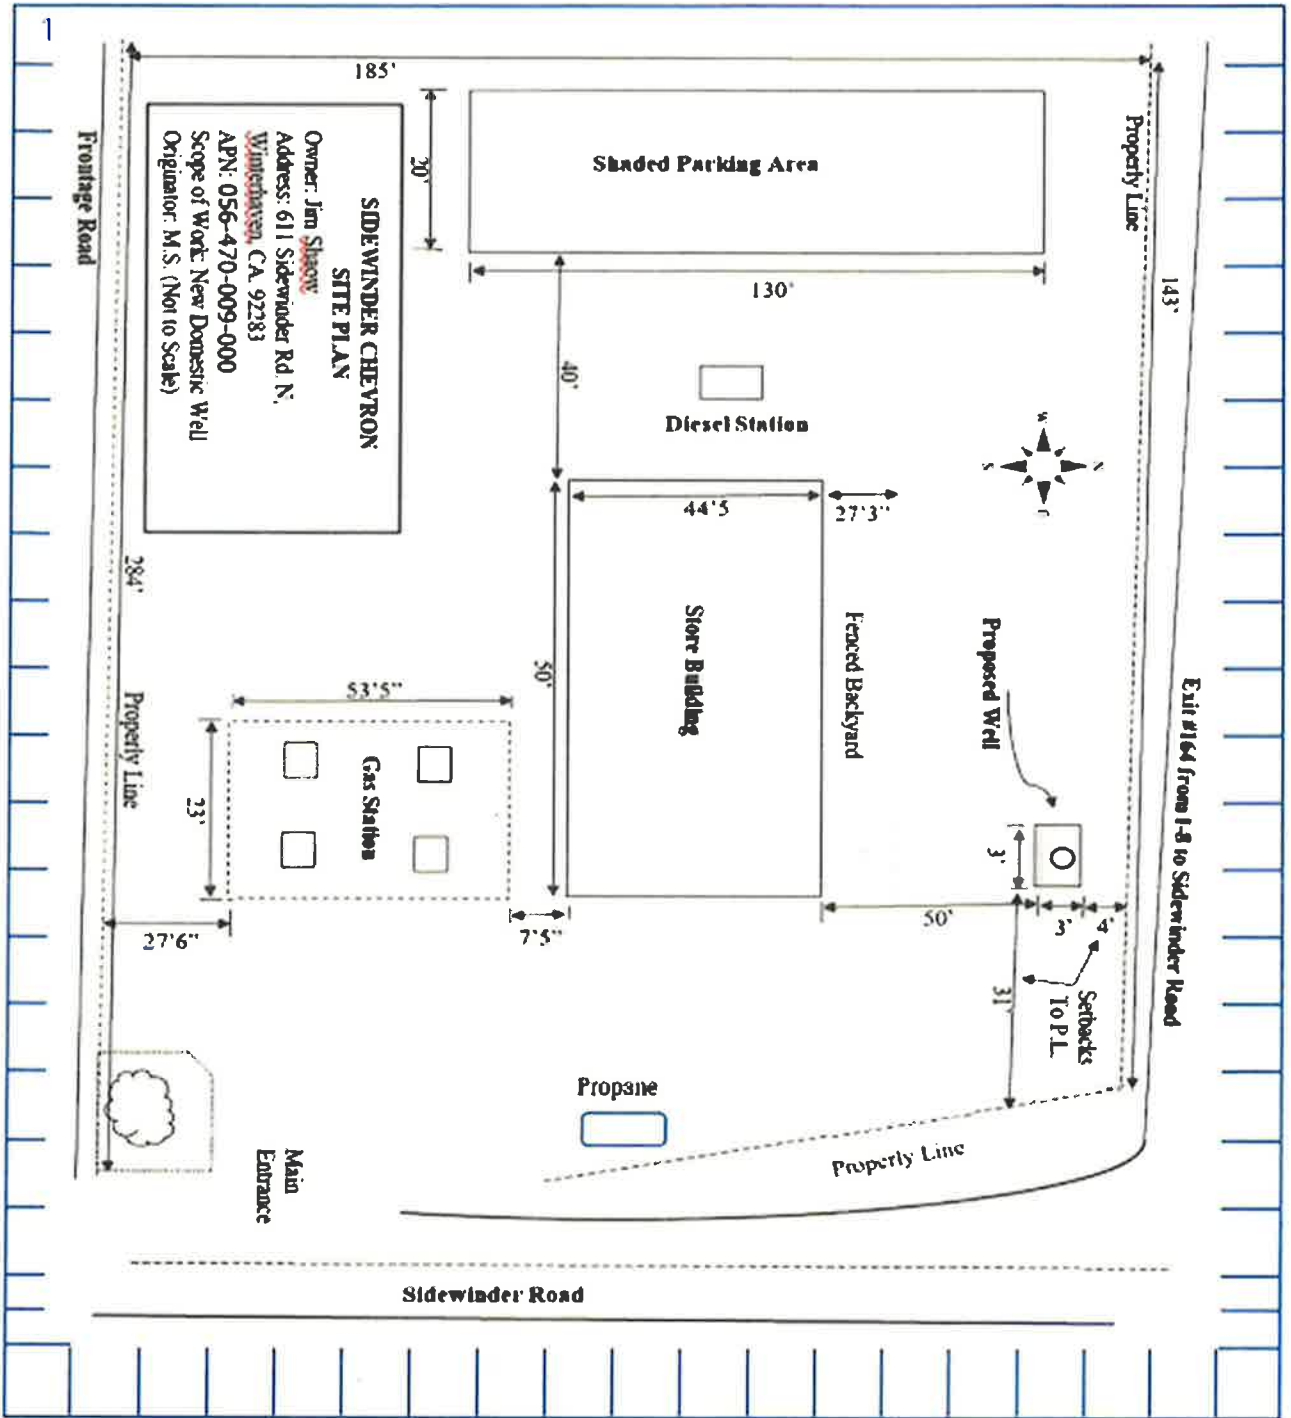 1
185'
Shaded Parking Area
20'
130'
Property Line
143'
Frontage Road
SIDEWINDER CHEVRON
SITE PLAN
Owner: Jim Shaow
Address: 611 Sidewinder Rd. N,
Winterhaven, CA. 92283
APN: 056-470-009-000
Scope of Work: New Domestic Well
Originator: M.S. (Not to Scale)
40'
Diesel Station
W
N
S
E
44'5
27'3"
284'
Property Line
53'5"
50'
Store Building
Fenced Backyard
Proposed Well
Exit #164 from I-8 to Sidewinder Road
Gas Station
23'
3'
27'6"
7'5"
50'
3'
4'
31'
Setbacks
To P.L.
Propane
Property Line
Main
Entrance
Sidewinder Road